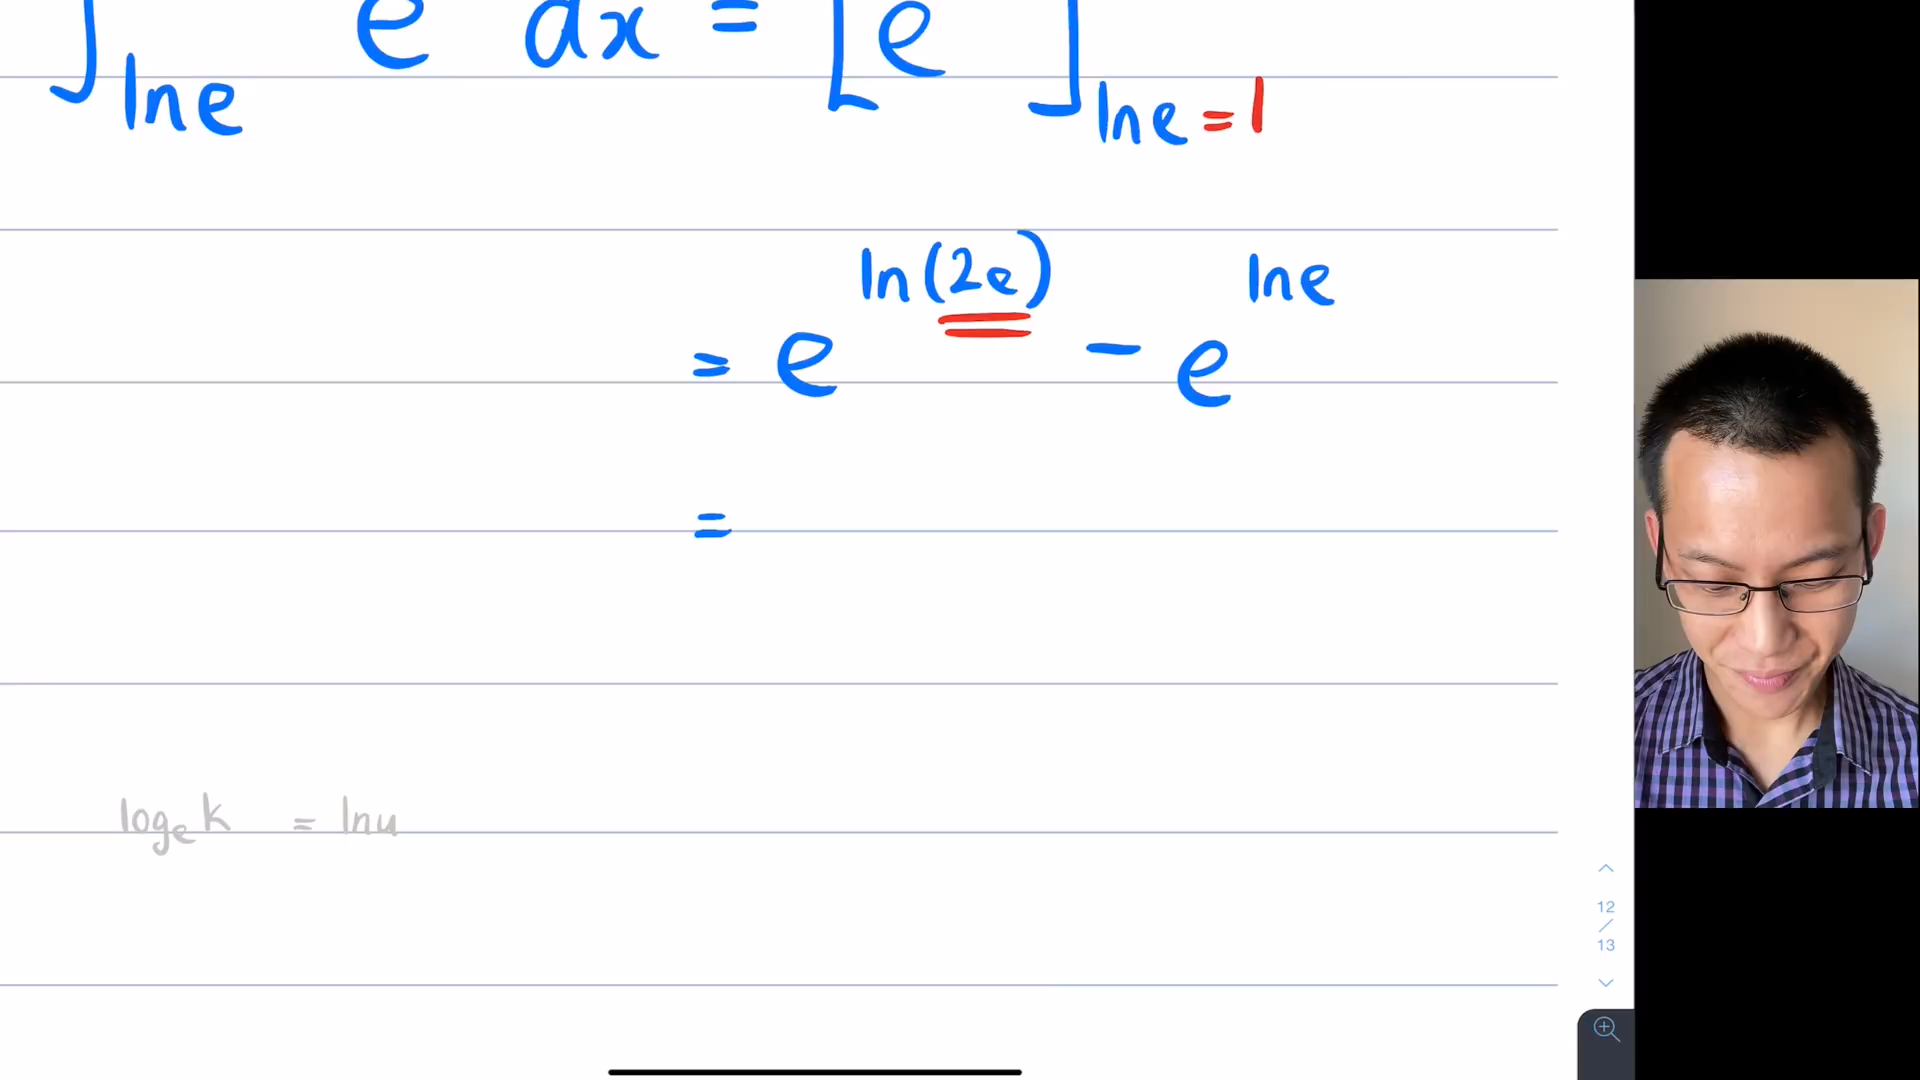 ∫ e dx = [e]
ln e
ln e = 1
= e^ln(2e) - e^ln e
=
log_e k = ln u
12
/
13